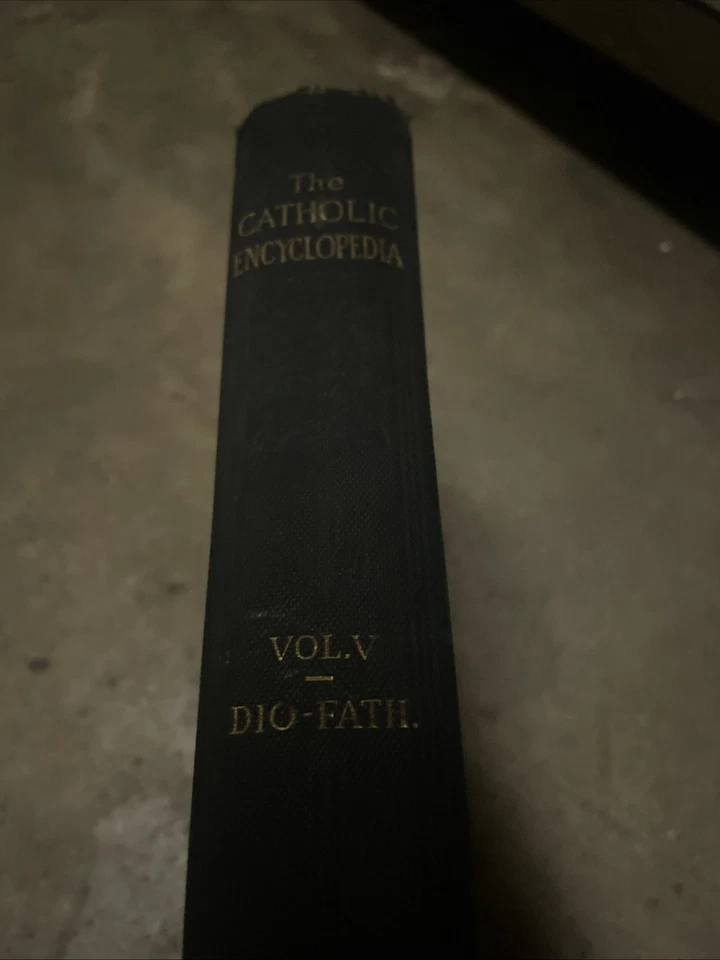 The
CATHOLIC
ENCYCLOPEDIA
VOL.V
DIO-FATH.